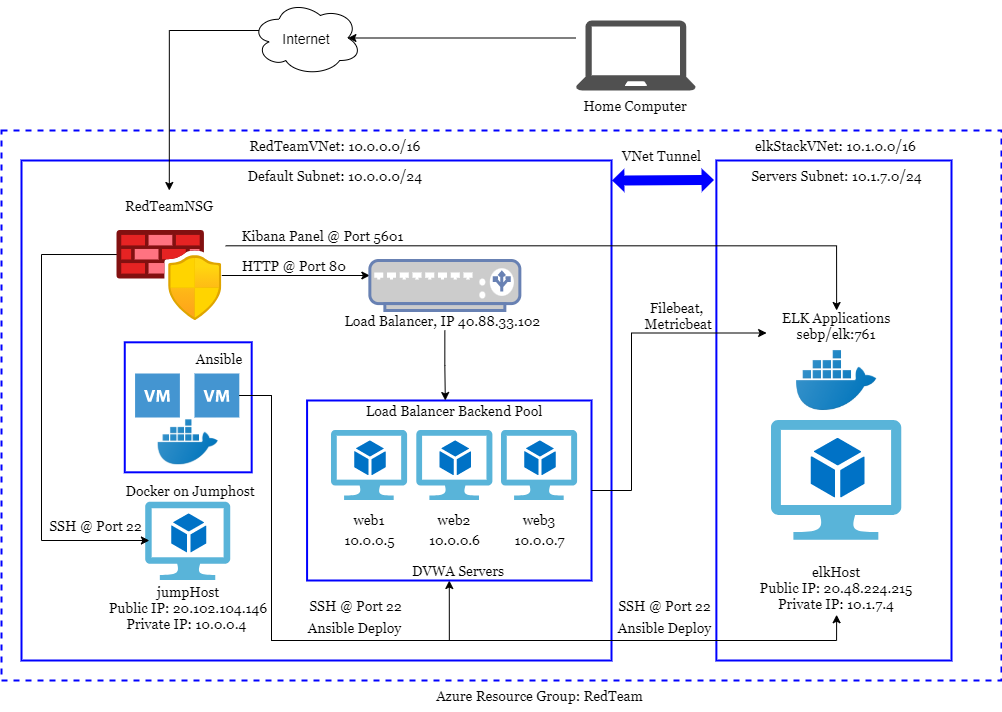 Internet
Home Computer
RedTeamVNet: 10.0.0.0/16
elkStackVNet: 10.1.0.0/16
VNet Tunnel
Default Subnet: 10.0.0.0/24
Servers Subnet: 10.1.7.0/24
RedTeamNSG
Kibana Panel @ Port 5601
HTTP @ Port 80
Load Balancer, IP 40.88.33.102
Filebeat,
Metricbeat
ELK Applications
sebp/elk:761
Ansible
VM
VM
Docker on Jumphost
Load Balancer Backend Pool
web1
10.0.0.5
web2
10.0.0.6
web3
10.0.0.7
DVWA Servers
SSH @ Port 22
jumpHost
Public IP: 20.102.104.146
Private IP: 10.0.0.4
elkHost
Public IP: 20.48.224.215
Private IP: 10.1.7.4
SSH @ Port 22
Ansible Deploy
SSH @ Port 22
Ansible Deploy
Azure Resource Group: RedTeam